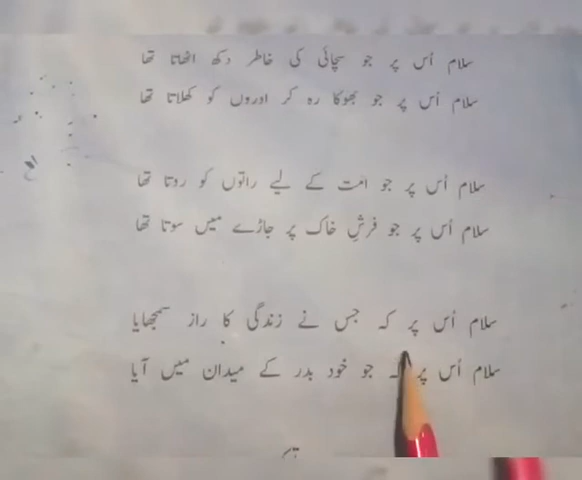 سلام اُس پر جو سچائی کی خاطر دکھ اٹھاتا تھا
سلام اُس پر جو بھوکا رہ کر اوروں کو کھلاتا تھا
سلام اُس پر جو امت کے لیے راتوں کو روتا تھا
سلام اُس پر جو فرشِ خاک پر جاڑے میں سوتا تھا
سلام اُس پر کہ جس نے زندگی کا راز سمجھایا
سلام اُس پر کہ جو خود بدر کے میدان میں آیا